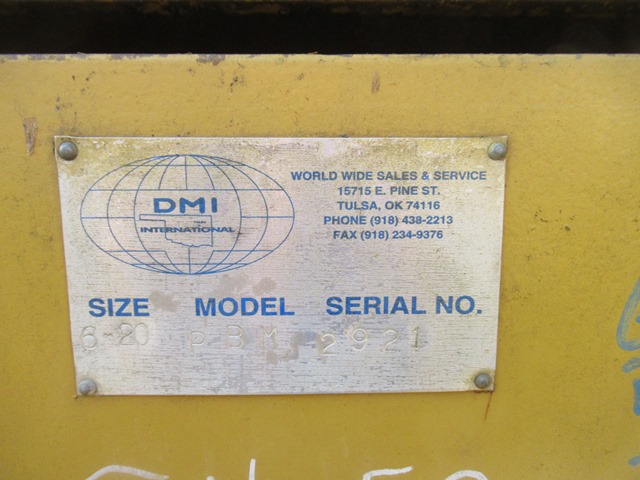 DMI
INTERNATIONAL
WORLD WIDE SALES & SERVICE
15715 E. PINE ST.
TULSA, OK 74116
PHONE (918) 438-2213
FAX (918) 234-9376
SIZE MODEL SERIAL NO.
6-20 PBM 2921